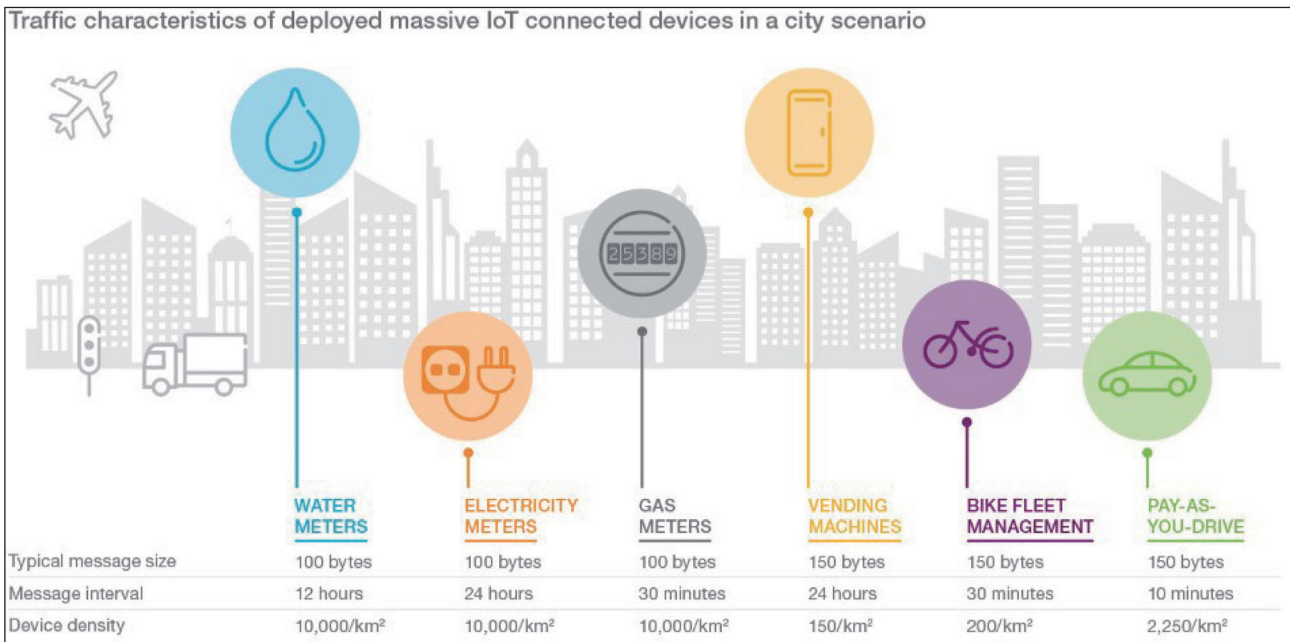 Traffic characteristics of deployed massive IoT connected devices in a city scenario
25389
WATER METERS
ELECTRICITY METERS
GAS METERS
VENDING MACHINES
BIKE FLEET MANAGEMENT
PAY-AS-YOU-DRIVE
Typical message size 100 bytes 100 bytes 100 bytes 150 bytes 150 bytes 150 bytes
Message interval 12 hours 24 hours 30 minutes 24 hours 30 minutes 10 minutes
Device density 10,000/km² 10,000/km² 10,000/km² 150/km² 200/km² 2,250/km²